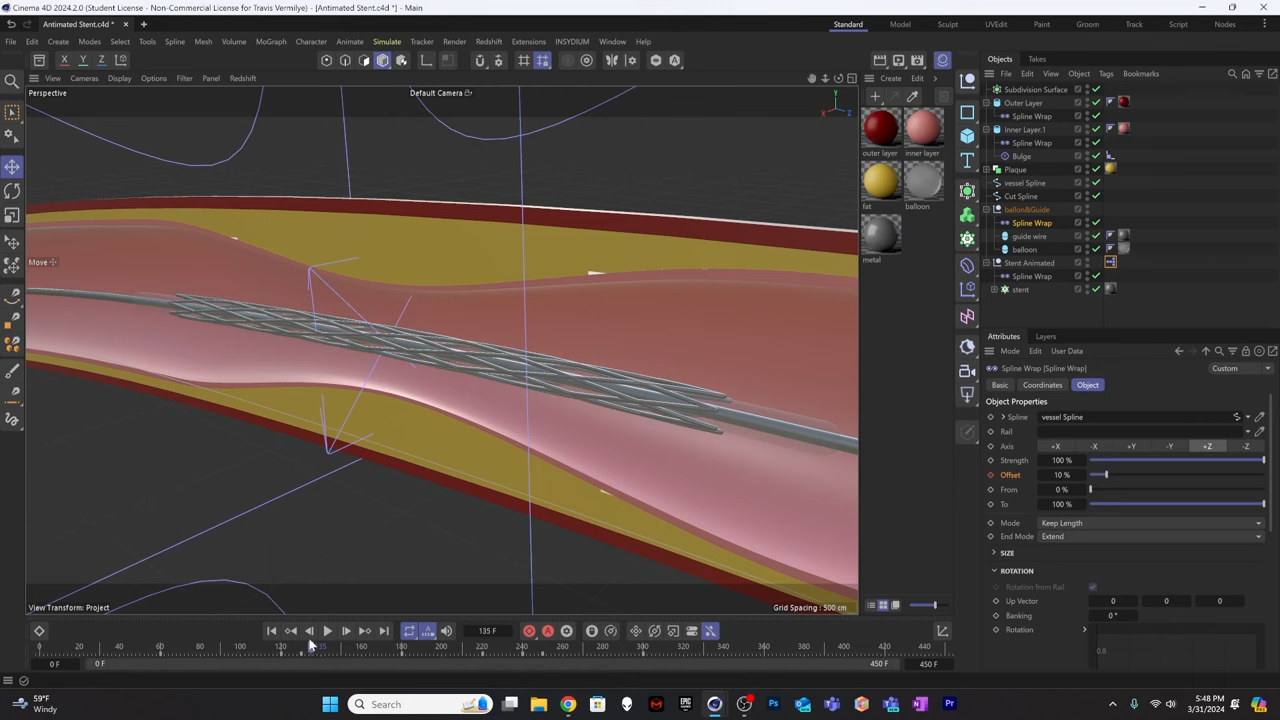 Cinema 4D 2024.2.0 (Student License - Non-Commercial License for Travis Vermilye) - [Antimated Stent.c4d *] - Main
Antimated Stent.c4d *
Standard Model Sculpt UVEdit Paint Groom Track Script Nodes
File Edit Create Modes Select Tools Spline Mesh Volume MoGraph Character Animate Simulate Tracker Render Redshift Extensions INSYDIUM Window Help
X Y Z
Objects Takes
View Cameras Display Options Filter Panel Redshift
Create Edit
File Edit View Object Tags Bookmarks
Perspective
Default Camera
Y
X Z
Subdivision Surface
Outer Layer
Spline Wrap
Inner Layer.1
Spline Wrap
Bulge
Plaque
vessel Spline
Cut Spline
ballon&Guide
Spline Wrap
guide wire
balloon
Stent Animated
Spline Wrap
stent
outer layer
inner layer
fat
balloon
metal
Move
Attributes Layers
Mode Edit User Data
Spline Wrap [Spline Wrap]
Custom
Basic Coordinates Object
Object Properties
Spline vessel Spline
Rail
Axis +X -X +Y -Y +Z -Z
Strength 100 %
Offset 10 %
From 0 %
To 100 %
Mode Keep Length
End Mode Extend
SIZE
ROTATION
Rotation from Rail
Up Vector 0 0 0
Banking 0 °
Rotation
0.8
View Transform: Project
Grid Spacing : 500 cm
135 F
0 20 40 60 80 100 120 135 160 180 200 220 240 260 280 300 320 340 360 380 400 420 440
0 F 0 F 450 F 450 F
59°F
Windy
Search
5:48 PM
3/31/2024